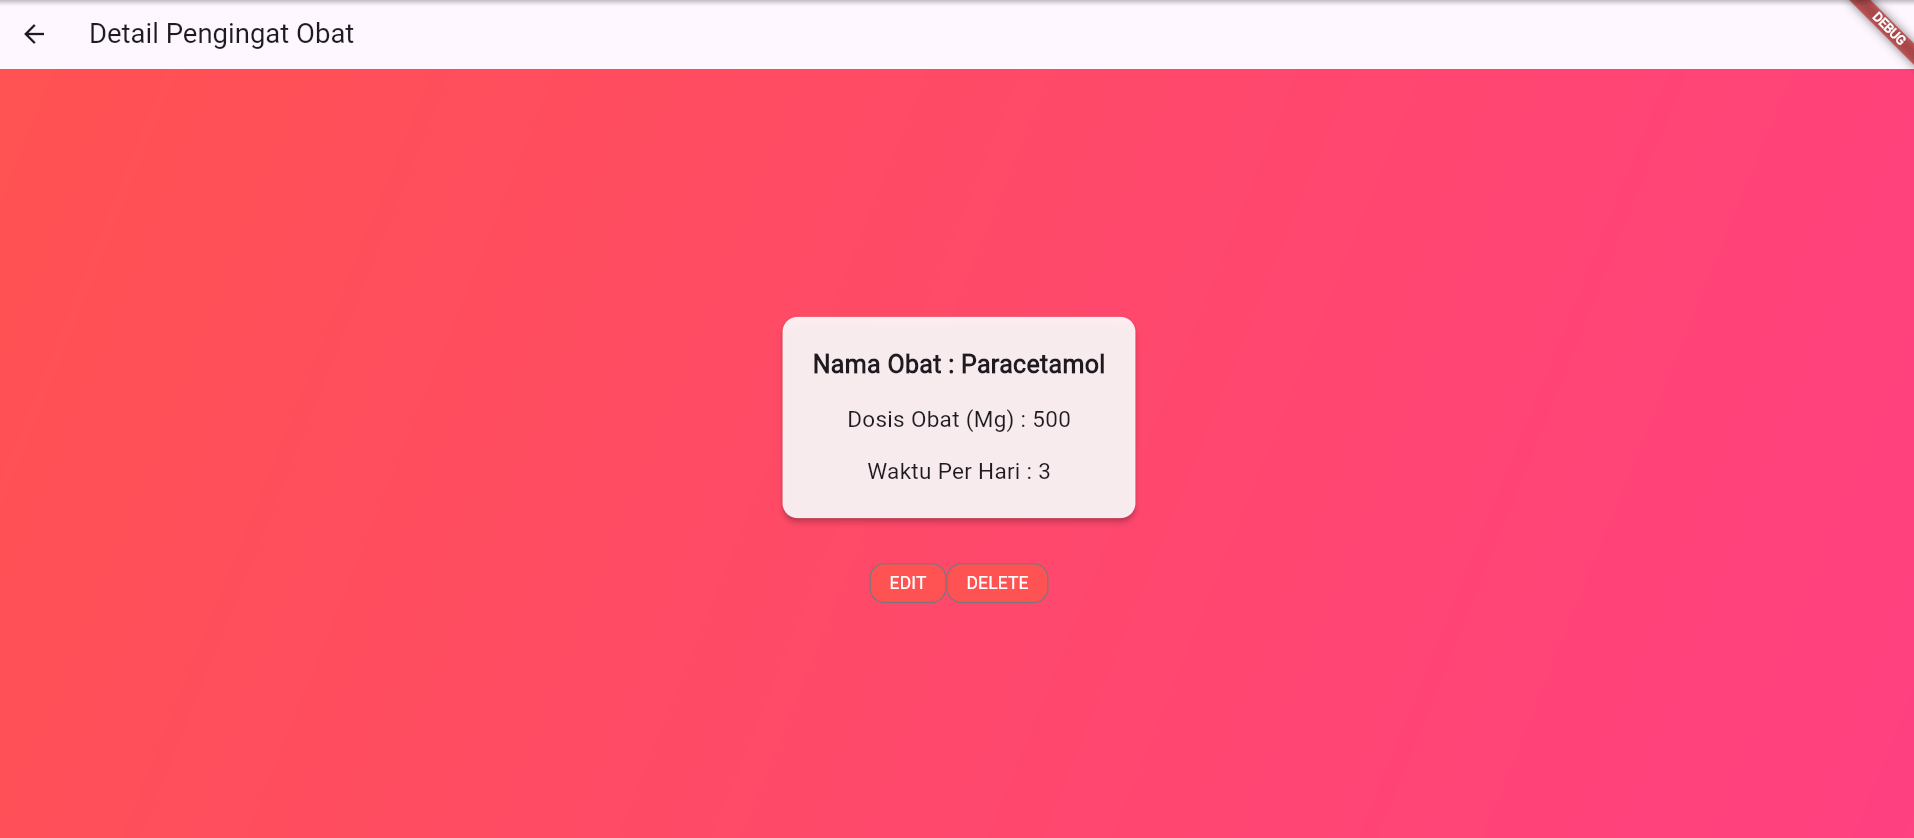 Detail Pengingat Obat
DEBUG
Nama Obat : Paracetamol
Dosis Obat (Mg) : 500
Waktu Per Hari : 3
EDIT
DELETE